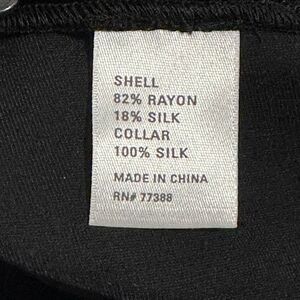 SHELL
82% RAYON
18% SILK
COLLAR
100% SILK
MADE IN CHINA
RN# 77388